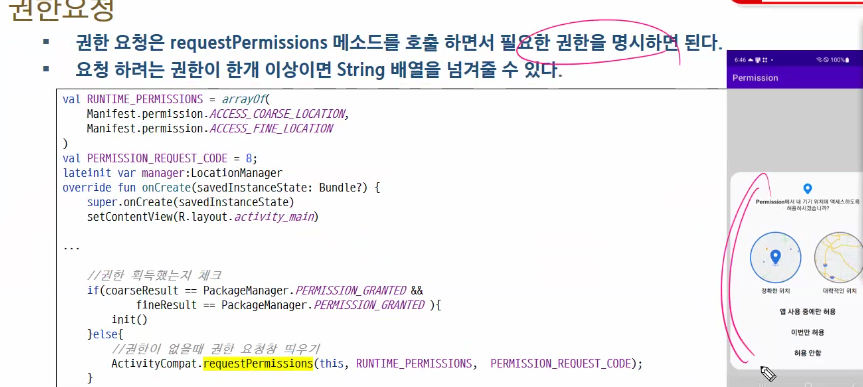 권한요청
권한 요청은 requestPermissions 메소드를 호출 하면서 필요한 권한을 명시하면 된다.
요청 하려는 권한이 한개 이상이면 String 배열을 넘겨줄 수 있다.
val RUNTIME_PERMISSIONS = arrayOf(
Manifest.permission.ACCESS_COARSE_LOCATION,
Manifest.permission.ACCESS_FINE_LOCATION
)
val PERMISSION_REQUEST_CODE = 8;
lateinit var manager:LocationManager
override fun onCreate(savedInstanceState: Bundle?) {
super.onCreate(savedInstanceState)
setContentView(R.layout.activity_main)
...
//권한 획득했는지 체크
if(coarseResult == PackageManager.PERMISSION_GRANTED &&
fineResult == PackageManager.PERMISSION_GRANTED ){
init()
}else{
//권한이 없을때 권한 요청창 띄우기
ActivityCompat.requestPermissions(this, RUNTIME_PERMISSIONS, PERMISSION_REQUEST_CODE);
}
6:46
100%
Permission
Permission에서 내 기기 위치에 액세스하도록
허용하시겠습니까?
정확한 위치
대략적인 위치
앱 사용 중에만 허용
이번만 허용
허용 안함